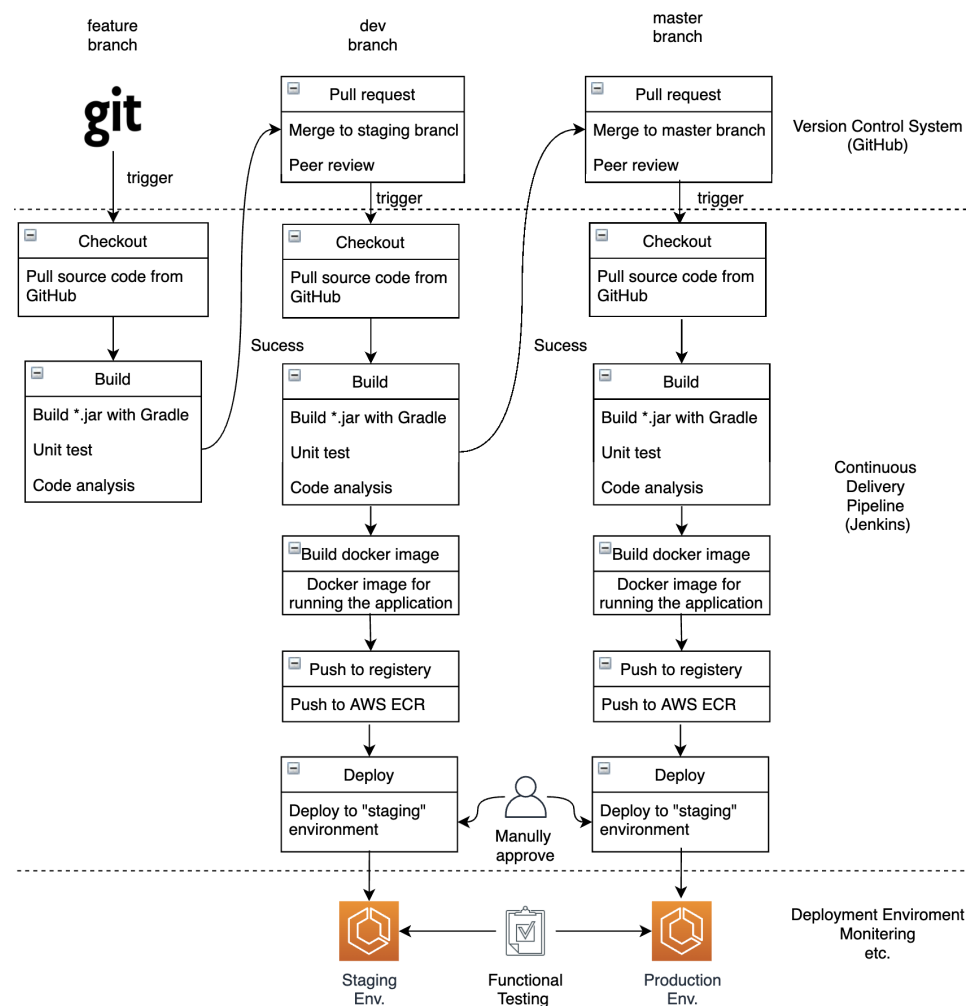 feature
branch
dev
branch
master
branch
git
trigger
Pull request
Merge to staging brancl
Peer review
trigger
Pull request
Merge to master branch
Peer review
trigger
Version Control System
(GitHub)
Checkout
Pull source code from
GitHub
Checkout
Pull source code from
GitHub
Checkout
Pull source code from
GitHub
Sucess
Sucess
Build
Build *.jar with Gradle
Unit test
Code analysis
Build
Build *.jar with Gradle
Unit test
Code analysis
Build
Build *.jar with Gradle
Unit test
Code analysis
Continuous
Delivery
Pipeline
(Jenkins)
Build docker image
Docker image for
running the application
Build docker image
Docker image for
running the application
Push to registery
Push to AWS ECR
Push to registery
Push to AWS ECR
Deploy
Deploy to "staging"
environment
Manully
approve
Deploy
Deploy to "staging"
environment
Deployment Enviroment
Monitering
etc.
Staging
Env.
Functional
Testing
Production
Env.